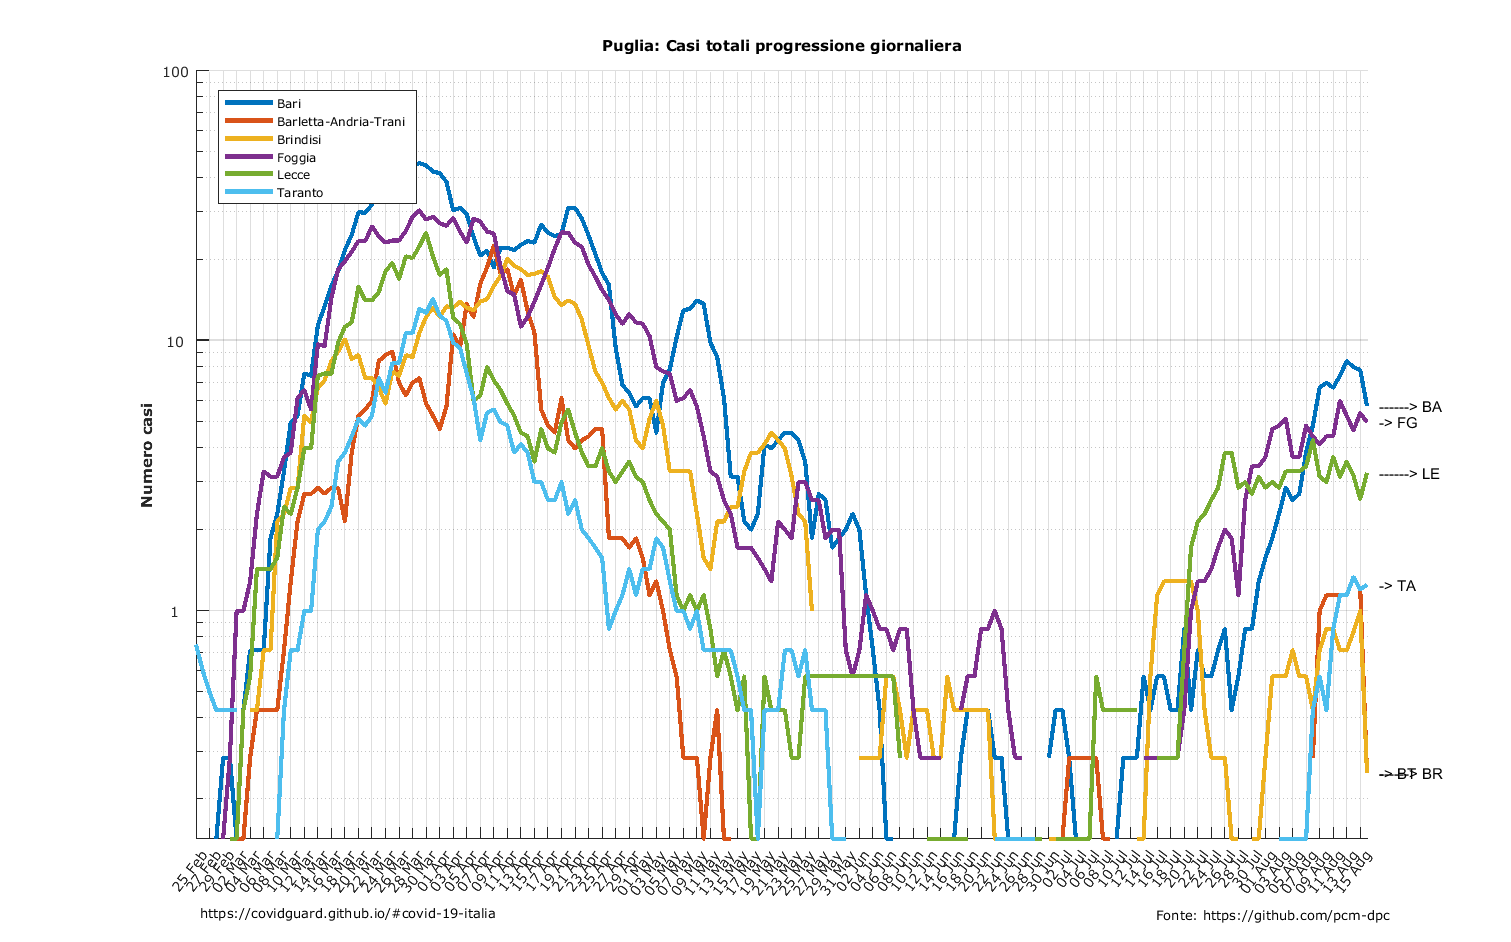 Puglia: Casi totali progressione giornaliera
100
10
1
Numero casi
Bari
Barletta-Andria-Trani
Brindisi
Foggia
Lecce
Taranto
------> BA
-> FG
------> LE
-> TA
-> BT
------> BR
25 Feb
27 Feb
29 Feb
02 Mar
04 Mar
06 Mar
08 Mar
10 Mar
12 Mar
14 Mar
16 Mar
18 Mar
20 Mar
22 Mar
24 Mar
26 Mar
28 Mar
30 Mar
01 Apr
03 Apr
05 Apr
07 Apr
09 Apr
11 Apr
13 Apr
15 Apr
17 Apr
19 Apr
21 Apr
23 Apr
25 Apr
27 Apr
29 Apr
01 May
03 May
05 May
07 May
09 May
11 May
13 May
15 May
17 May
19 May
21 May
23 May
25 May
27 May
29 May
31 May
02 Jun
04 Jun
06 Jun
08 Jun
10 Jun
12 Jun
14 Jun
16 Jun
18 Jun
20 Jun
22 Jun
24 Jun
26 Jun
28 Jun
30 Jun
02 Jul
04 Jul
06 Jul
08 Jul
10 Jul
12 Jul
14 Jul
16 Jul
18 Jul
20 Jul
22 Jul
24 Jul
26 Jul
28 Jul
30 Jul
01 Aug
03 Aug
05 Aug
07 Aug
09 Aug
11 Aug
13 Aug
15 Aug
https://covidguard.github.io/#covid-19-italia
Fonte: https://github.com/pcm-dpc